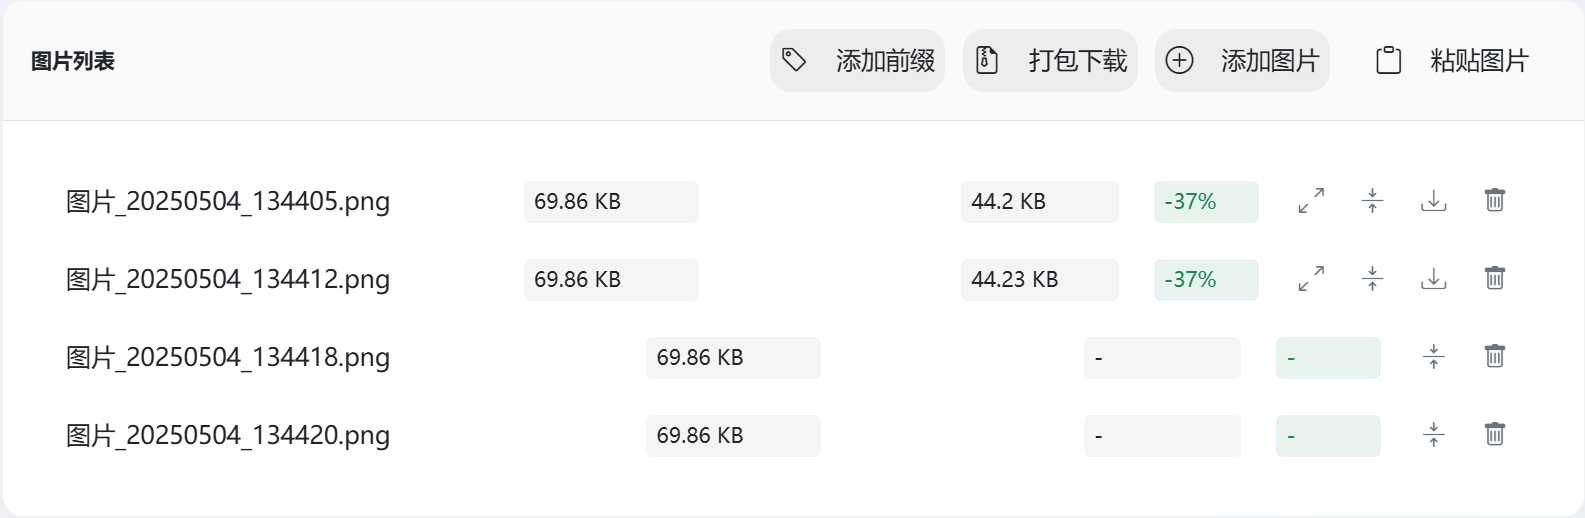 图片列表 添加前缀 打包下载 添加图片 粘贴图片
图片_20250504_134405.png 69.86 KB 44.2 KB -37%
图片_20250504_134412.png 69.86 KB 44.23 KB -37%
图片_20250504_134418.png 69.86 KB - -
图片_20250504_134420.png 69.86 KB - -